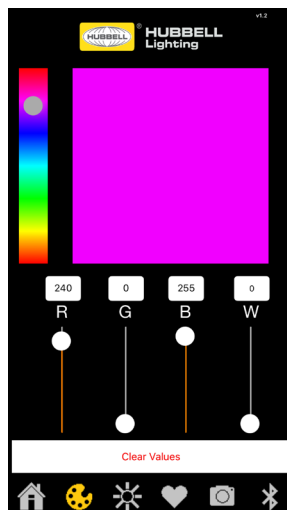 v1.2
HUBBELL
®
HUBBELL
Lighting
240 0 255 0
R G B W
Clear Values